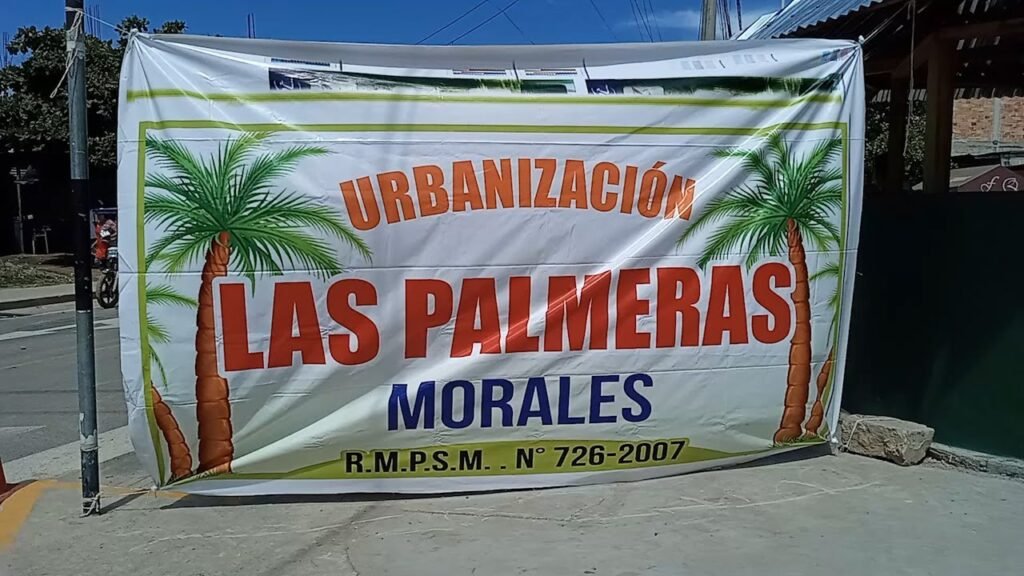 URBANIZACIÓN
LAS PALMERAS
MORALES
R.M.P.S.M. . N° 726-2007